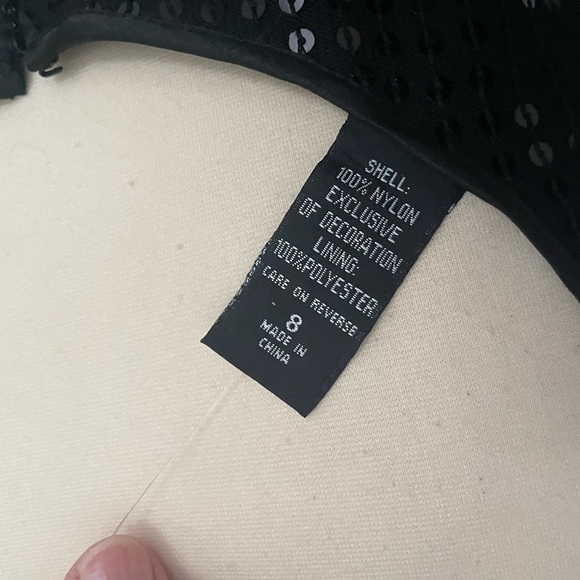 SHELL:
100% NYLON
EXCLUSIVE
OF DECORATION
LINING:
100%POLYESTER
CARE ON REVERSE
8
MADE IN
CHINA